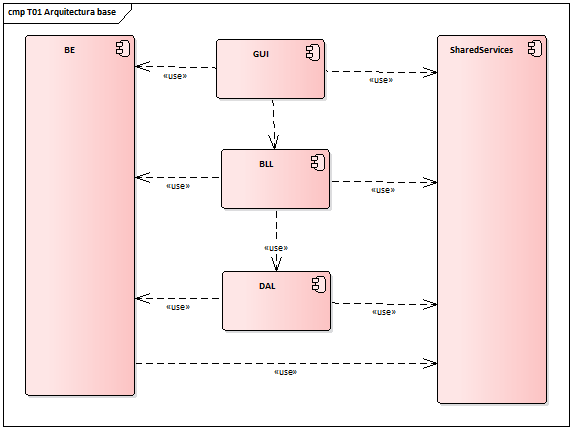 cmp T01 Arquitectura base
BE
GUI
SharedServices
«use»
«use»
BLL
«use»
«use»
«use»
DAL
«use»
«use»
«use»